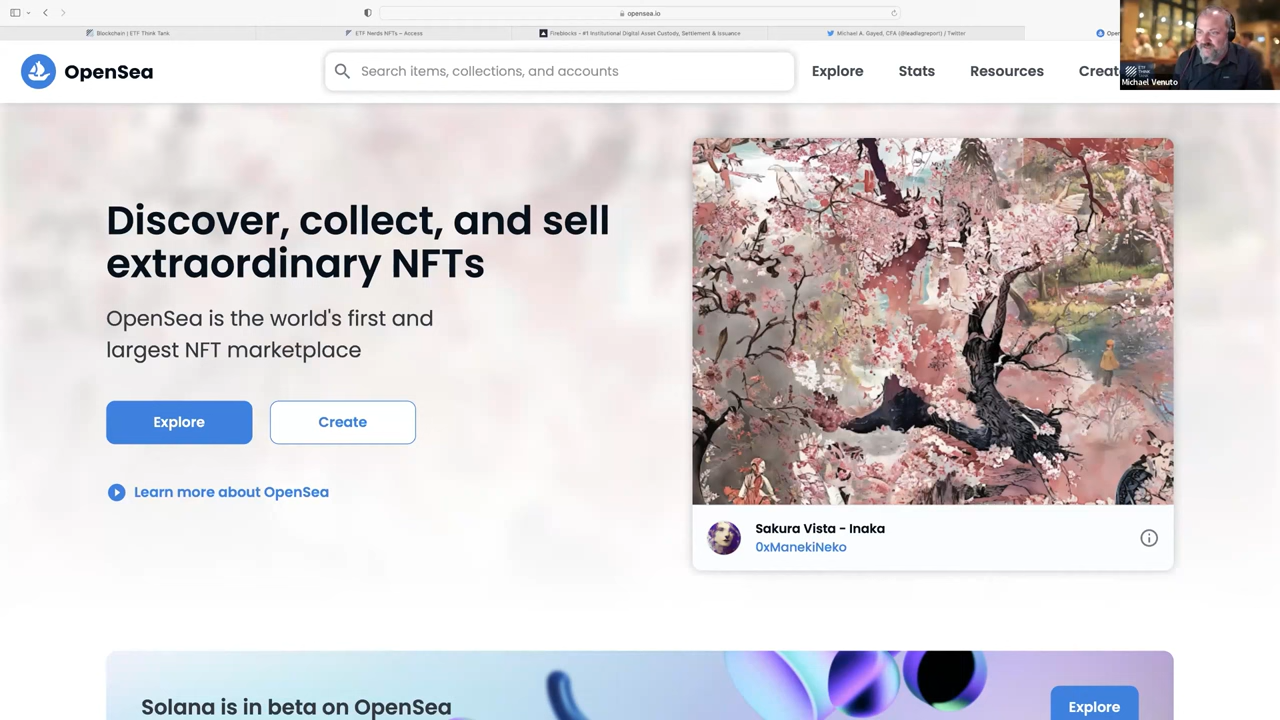 opensea.io
Blockchain | ETF Think Tank
ETF Nerds NFTs – Access
Fireblocks – #1 Institutional Digital Asset Custody, Settlement & Issuance
Michael A. Gayed, CFA (@leadlagreport) / Twitter
OpenSea
Search items, collections, and accounts
Explore
Stats
Resources
ETF
THINK
Michael Venuto
Discover, collect, and sell
extraordinary NFTs
OpenSea is the world's first and
largest NFT marketplace
Explore
Create
Learn more about OpenSea
Sakura Vista - Inaka
0xManekiNeko
Solana is in beta on OpenSea
Explore